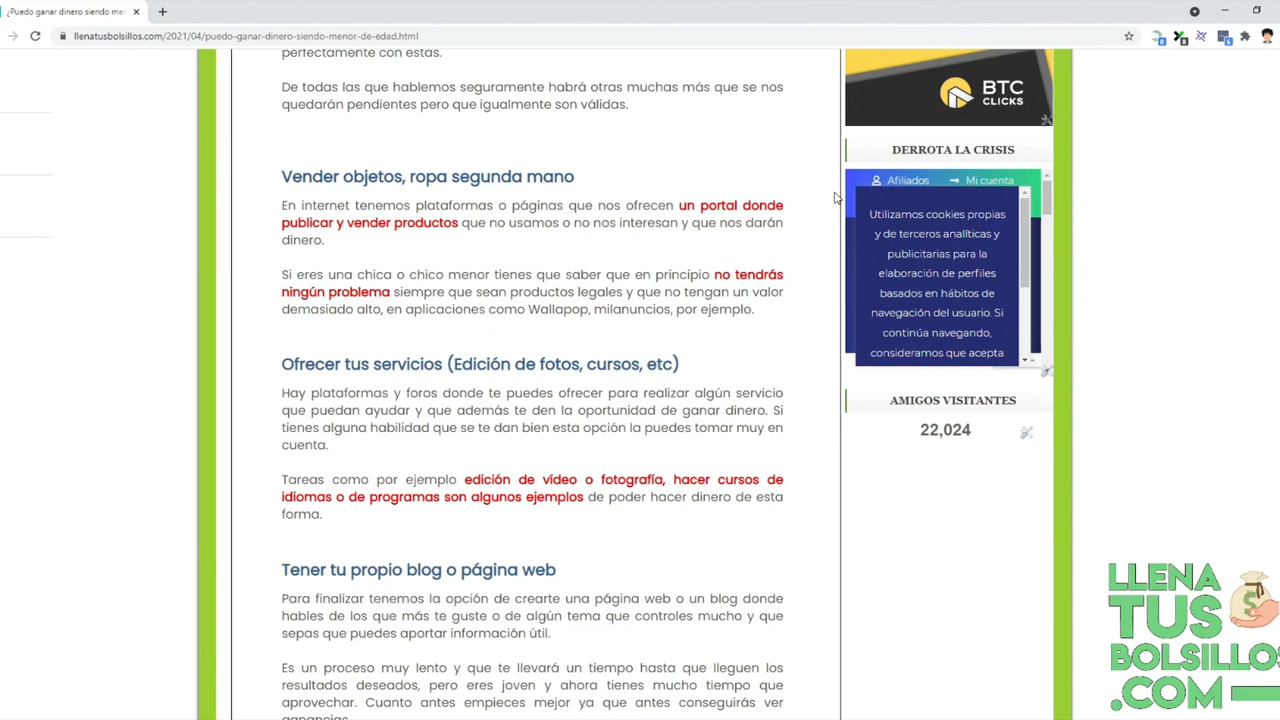 ¿Puedo ganar dinero siendo mer
llenatusbolsillos.com/2021/04/puedo-ganar-dinero-siendo-menor-de-edad.html
perfectamente con estas.
De todas las que hablemos seguramente habrá otras muchas más que se nos
quedarán pendientes pero que igualmente son válidas.
Vender objetos, ropa segunda mano
En internet tenemos plataformas o páginas que nos ofrecen un portal donde
publicar y vender productos que no usamos o no nos interesan y que nos darán
dinero.
Si eres una chica o chico menor tienes que saber que en principio no tendrás
ningún problema siempre que sean productos legales y que no tengan un valor
demasiado alto, en aplicaciones como Wallapop, milanuncios, por ejemplo.
Ofrecer tus servicios (Edición de fotos, cursos, etc)
Hay plataformas y foros donde te puedes ofrecer para realizar algún servicio
que puedan ayudar y que además te den la oportunidad de ganar dinero. Si
tienes alguna habilidad que se te dan bien esta opción la puedes tomar muy en
cuenta.
Tareas como por ejemplo edición de vídeo o fotografía, hacer cursos de
idiomas o de programas son algunos ejemplos de poder hacer dinero de esta
forma.
Tener tu propio blog o página web
Para finalizar tenemos la opción de crearte una página web o un blog donde
hables de los que más te guste o de algún tema que controles mucho y que
sepas que puedes aportar información útil.
Es un proceso muy lento y que te llevará un tiempo hasta que lleguen los
resultados deseados, pero eres joven y ahora tienes mucho tiempo que
aprovechar. Cuanto antes empieces mejor ya que antes conseguirás ver
ganancias.
BTC
CLICKS
DERROTA LA CRISIS
Afiliados
Mi cuenta
Utilizamos cookies propias
y de terceros analíticas y
publicitarias para la
elaboración de perfiles
basados en hábitos de
navegación del usuario. Si
continúa navegando,
consideramos que acepta
AMIGOS VISITANTES
22,024
LLENA
TUS
BOLSILLOS
.COM